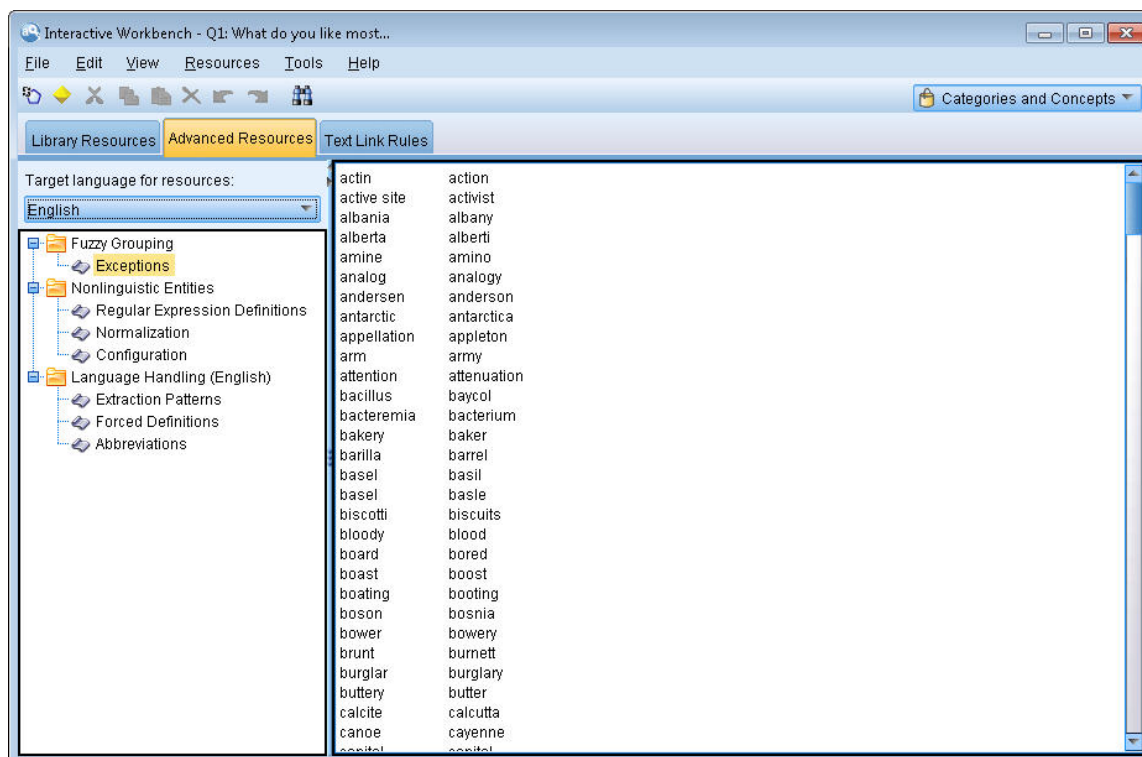 Interactive Workbench - Q1: What do you like most...
File Edit View Resources Tools Help
Categories and Concepts
Library Resources Advanced Resources Text Link Rules
Target language for resources:
English
Fuzzy Grouping
Exceptions
Nonlinguistic Entities
Regular Expression Definitions
Normalization
Configuration
Language Handling (English)
Extraction Patterns
Forced Definitions
Abbreviations
actin action
active site activist
albania albany
alberta alberti
amine amino
analog analogy
andersen anderson
antarctic antarctica
appellation appleton
arm army
attention attenuation
bacillus baycol
bacteremia bacterium
bakery baker
barilla barrel
basel basil
basel basle
biscotti biscuits
bloody blood
board bored
boast boost
boating booting
boson bosnia
bower bowery
brunt burnett
burglar burglary
buttery butter
calcite calcutta
canoe cayenne